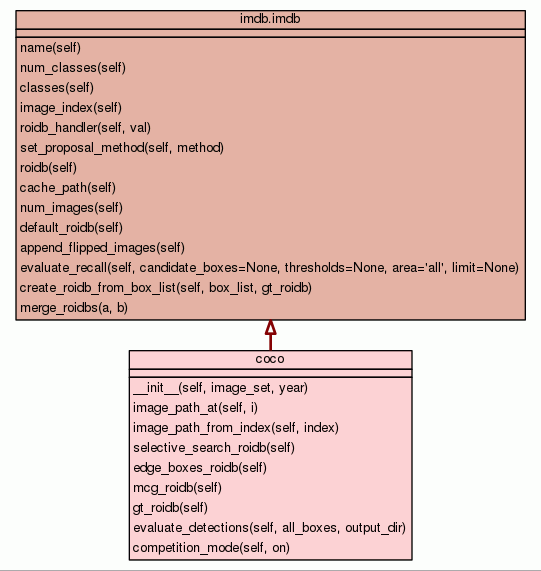 imdb.imdb
name(self)
num_classes(self)
classes(self)
image_index(self)
roidb_handler(self, val)
set_proposal_method(self, method)
roidb(self)
cache_path(self)
num_images(self)
default_roidb(self)
append_flipped_images(self)
evaluate_recall(self, candidate_boxes=None, thresholds=None, area='all', limit=None)
create_roidb_from_box_list(self, box_list, gt_roidb)
merge_roidbs(a, b)
coco
__init__(self, image_set, year)
image_path_at(self, i)
image_path_from_index(self, index)
selective_search_roidb(self)
edge_boxes_roidb(self)
mcg_roidb(self)
gt_roidb(self)
evaluate_detections(self, all_boxes, output_dir)
competition_mode(self, on)